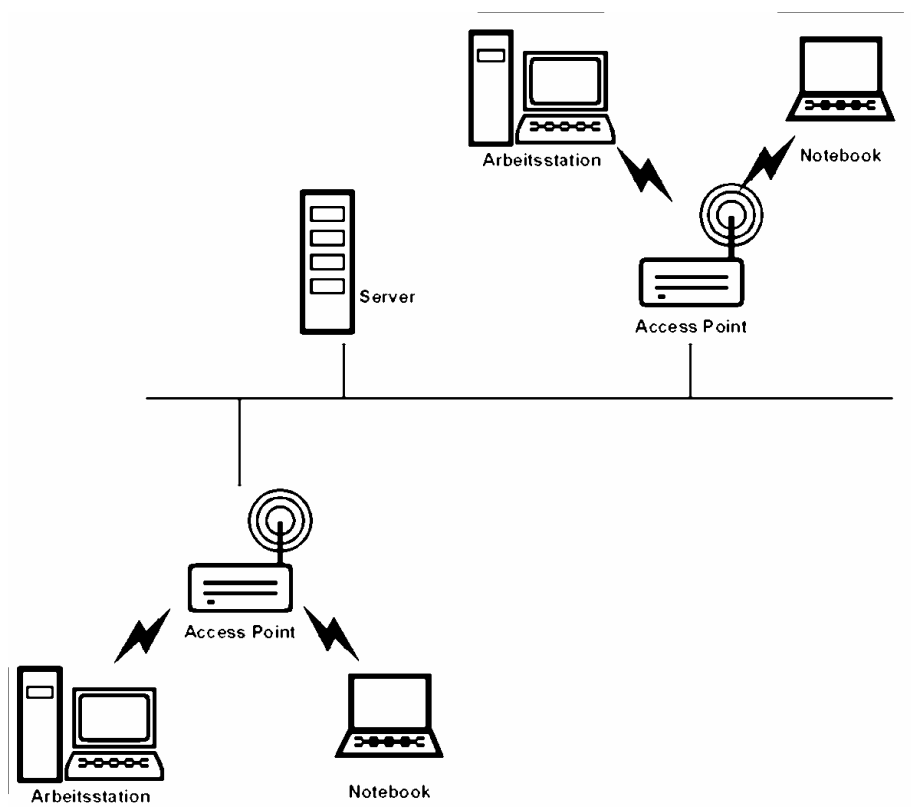 Arbeitsstation
Notebook
Server
Access Point
Access Point
Arbeitsstation
Notebook